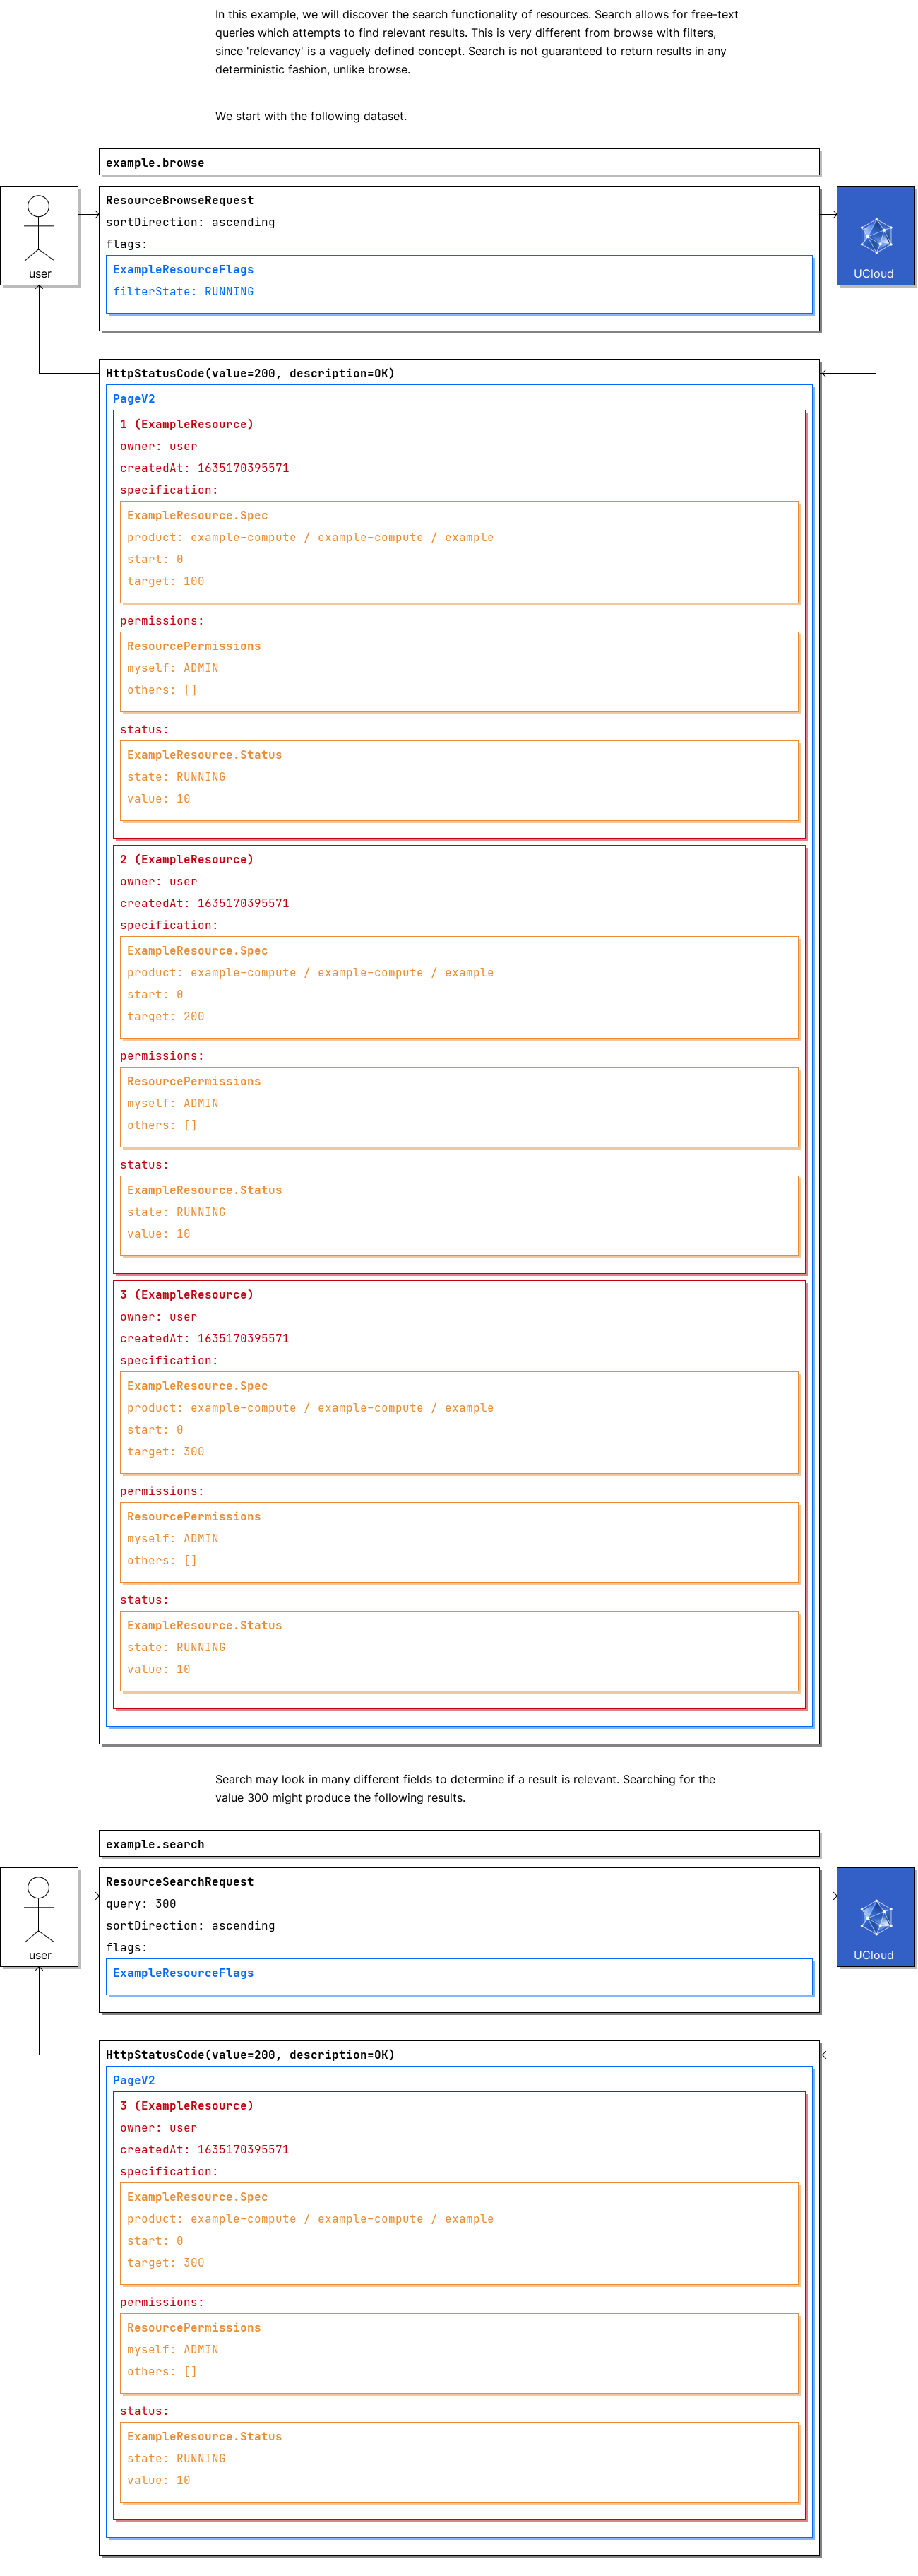 In this example, we will discover the search functionality of resources. Search allows for free-text
queries which attempts to find relevant results. This is very different from browse with filters,
since 'relevancy' is a vaguely defined concept. Search is not guaranteed to return results in any
deterministic fashion, unlike browse.
We start with the following dataset.
example.browse
user
ResourceBrowseRequest
sortDirection: ascending
flags:
ExampleResourceFlags
filterState: RUNNING
UCloud
HttpStatusCode(value=200, description=OK)
PageV2
1 (ExampleResource)
owner: user
createdAt: 1635170395571
specification:
ExampleResource.Spec
product: example-compute / example-compute / example
start: 0
target: 100
permissions:
ResourcePermissions
myself: ADMIN
others: []
status:
ExampleResource.Status
state: RUNNING
value: 10
2 (ExampleResource)
owner: user
createdAt: 1635170395571
specification:
ExampleResource.Spec
product: example-compute / example-compute / example
start: 0
target: 200
permissions:
ResourcePermissions
myself: ADMIN
others: []
status:
ExampleResource.Status
state: RUNNING
value: 10
3 (ExampleResource)
owner: user
createdAt: 1635170395571
specification:
ExampleResource.Spec
product: example-compute / example-compute / example
start: 0
target: 300
permissions:
ResourcePermissions
myself: ADMIN
others: []
status:
ExampleResource.Status
state: RUNNING
value: 10
Search may look in many different fields to determine if a result is relevant. Searching for the
value 300 might produce the following results.
example.search
user
ResourceSearchRequest
query: 300
sortDirection: ascending
flags:
ExampleResourceFlags
UCloud
HttpStatusCode(value=200, description=OK)
PageV2
3 (ExampleResource)
owner: user
createdAt: 1635170395571
specification:
ExampleResource.Spec
product: example-compute / example-compute / example
start: 0
target: 300
permissions:
ResourcePermissions
myself: ADMIN
others: []
status:
ExampleResource.Status
state: RUNNING
value: 10